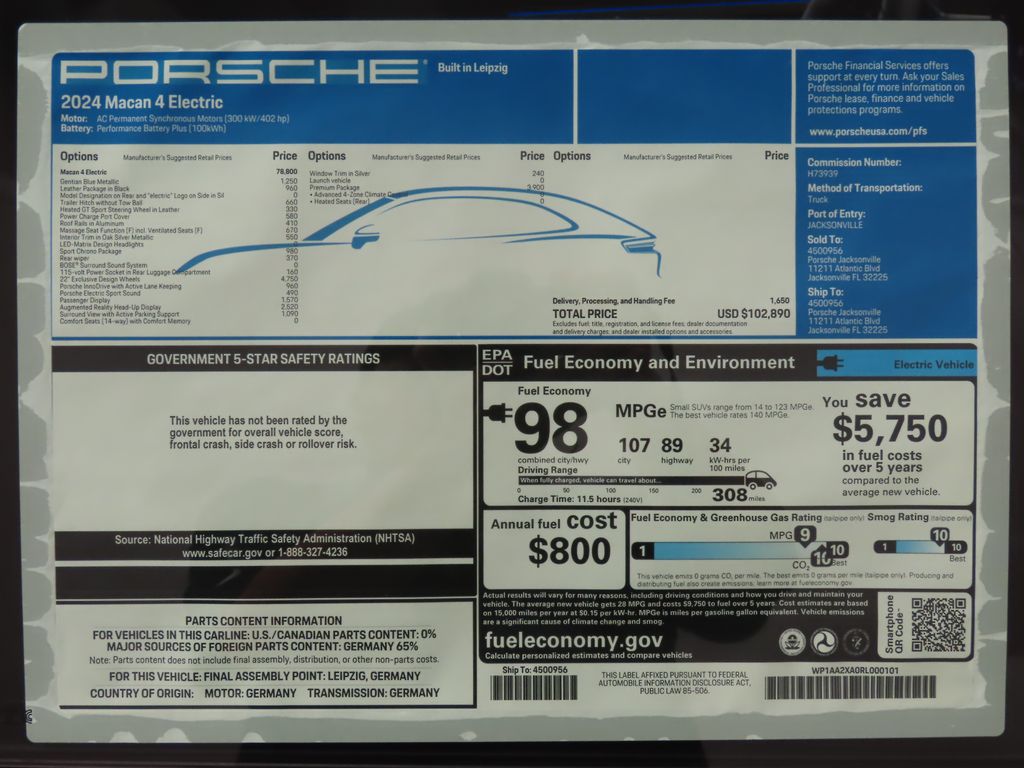 PORSCHE Built in Leipzig
2024 Macan 4 Electric
Motor: AC Permanent Synchronous Motors (300 kW/402 hp)
Battery: Performance Battery Plus (100kWh)
Porsche Financial Services offers
support at every turn. Ask your Sales
Professional for more information on
Porsche lease, finance and vehicle
protections programs.
www.porscheusa.com/pfs
Options Manufacturer's Suggested Retail Prices Price
Macan 4 Electric 78,800
Gentian Blue Metallic 1,250
Leather Package in Black 960
Model Designation on Rear and "electric" Logo on Side in Sil 0
Trailer Hitch without Tow Ball 660
Heated GT Sport Steering Wheel in Leather 330
Power Charge Port Cover 580
Roof Rails in Aluminum 410
Massage Seat Function (F) incl. Ventilated Seats (F) 670
Interior Trim in Oak Silver Metallic 550
LED-Matrix Design Headlights 0
Sport Chrono Package 980
Rear wiper 370
BOSE® Surround Sound System 0
115-volt Power Socket in Rear Luggage Compartment 160
22" Exclusive Design Wheels 4,750
Porsche InnoDrive with Active Lane Keeping 960
Porsche Electric Sport Sound 490
Passenger Display 1,570
Augmented Reality Head-Up Display 2,520
Surround View with Active Parking Support 1,090
Comfort Seats (14-way) with Comfort Memory 0
Options Manufacturer's Suggested Retail Prices Price
Window Trim in Silver 240
Launch vehicle 0
Premium Package 3,900
• Advanced 4-Zone Climate Control
• Heated Seats (Rear) 0
Options Manufacturer's Suggested Retail Prices Price
Delivery, Processing, and Handling Fee 1,650
TOTAL PRICE USD $102,890
Excludes fuel; title, registration, and license fees; dealer documentation
and delivery charges; and dealer installed options and accessories.
Commission Number:
H73939
Method of Transportation:
Truck
Port of Entry:
JACKSONVILLE
Sold To:
4500956
Porsche Jacksonville
11211 Atlantic Blvd
Jacksonville FL 32225
Ship To:
4500956
Porsche Jacksonville
11211 Atlantic Blvd
Jacksonville FL 32225
GOVERNMENT 5-STAR SAFETY RATINGS
This vehicle has not been rated by the
government for overall vehicle score,
frontal crash, side crash or rollover risk.
Source: National Highway Traffic Safety Administration (NHTSA)
www.safecar.gov or 1-888-327-4236
PARTS CONTENT INFORMATION
FOR VEHICLES IN THIS CARLINE: U.S./CANADIAN PARTS CONTENT: 0%
MAJOR SOURCES OF FOREIGN PARTS CONTENT: GERMANY 65%
Note: Parts content does not include final assembly, distribution, or other non-parts costs.
FOR THIS VEHICLE: FINAL ASSEMBLY POINT: LEIPZIG, GERMANY
COUNTRY OF ORIGIN: MOTOR: GERMANY TRANSMISSION: GERMANY
EPA
DOT
Fuel Economy and Environment
Electric Vehicle
Fuel Economy
98 MPGe
Small SUVs range from 14 to 123 MPGe.
The best vehicle rates 140 MPGe.
combined city/hwy
107 city
89 highway
34 kW-hrs per
100 miles
Driving Range
When fully charged, vehicle can travel about...
0 50 100 150 200 308 miles
Charge Time: 11.5 hours (240V)
You save
$5,750
in fuel costs
over 5 years
compared to the
average new vehicle.
Annual fuel cost
$800
Fuel Economy & Greenhouse Gas Rating (tailpipe only)
MPG 9
1 10
CO2 10 Best
Smog Rating (tailpipe only)
10
1 10
Best
This vehicle emits 0 grams CO2 per mile. The best emits 0 grams per mile (tailpipe only). Producing and
distributing fuel also create emissions; learn more at fueleconomy.gov.
Actual results will vary for many reasons, including driving conditions and how you drive and maintain your
vehicle. The average new vehicle gets 28 MPG and costs $9,750 to fuel over 5 years. Cost estimates are based
on 15,000 miles per year at $0.15 per kW-hr. MPGe is miles per gasoline gallon equivalent. Vehicle emissions
are a significant cause of climate change and smog.
fueleconomy.gov
Calculate personalized estimates and compare vehicles
Smartphone
QR Code™
Ship To: 4500956
THIS LABEL AFFIXED PURSUANT TO FEDERAL
AUTOMOBILE INFORMATION DISCLOSURE ACT,
PUBLIC LAW 85-506.
WP1AA2XA0RL000101